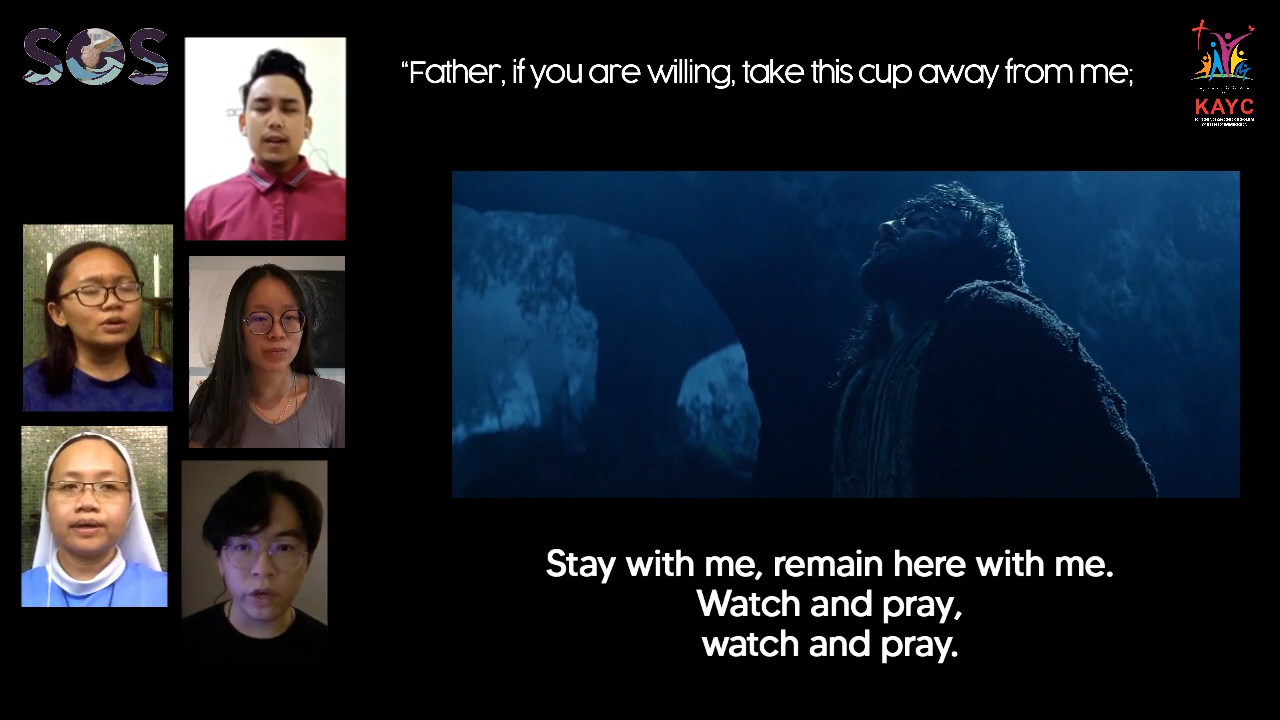 SOS
“Father, if you are willing, take this cup away from me;
KAYC
Stay with me, remain here with me.
Watch and pray,
watch and pray.